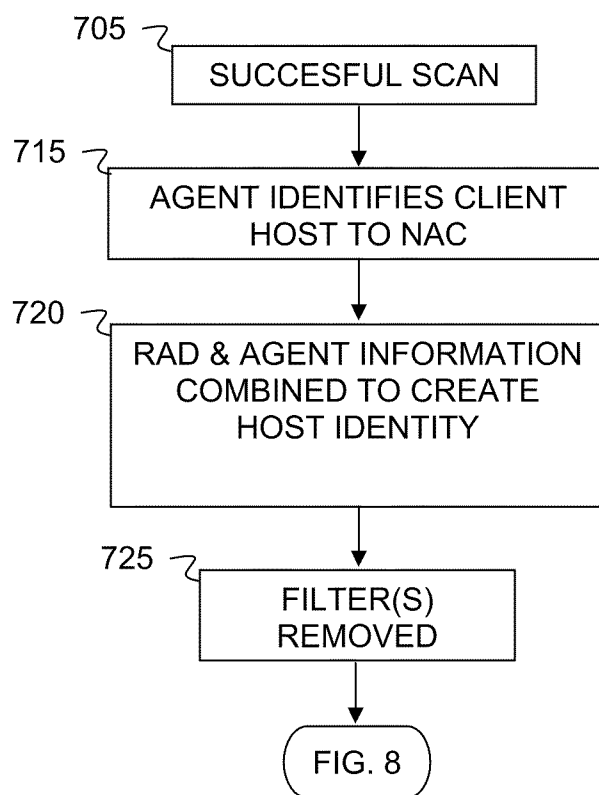 705
SUCCESFUL SCAN
715
AGENT IDENTIFIES CLIENT
HOST TO NAC
720
RAD & AGENT INFORMATION
COMBINED TO CREATE
HOST IDENTITY
725
FILTER(S)
REMOVED
FIG. 8